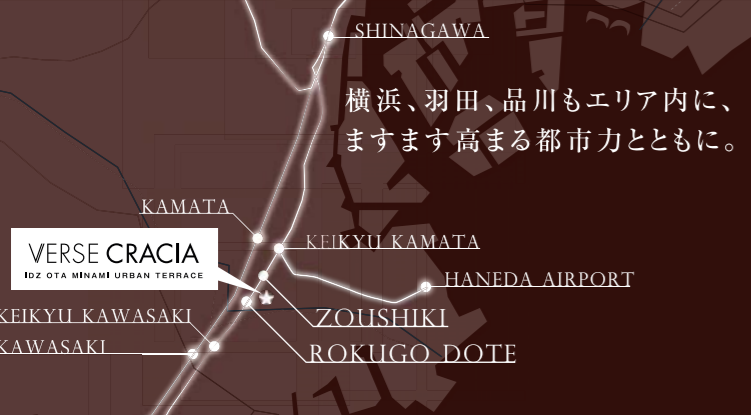 SHINAGAWA
横浜、羽田、品川もエリア内に、
ますます高まる都市力とともに。
KAMATA
KEIKYU KAMATA
VERSE CRACIA
IDZ OTA MINAMI URBAN TERRACE
HANEDA AIRPORT
KEIKYU KAWASAKI
ZOUSHIKI
KAWASAKI
ROKUGO DOTE